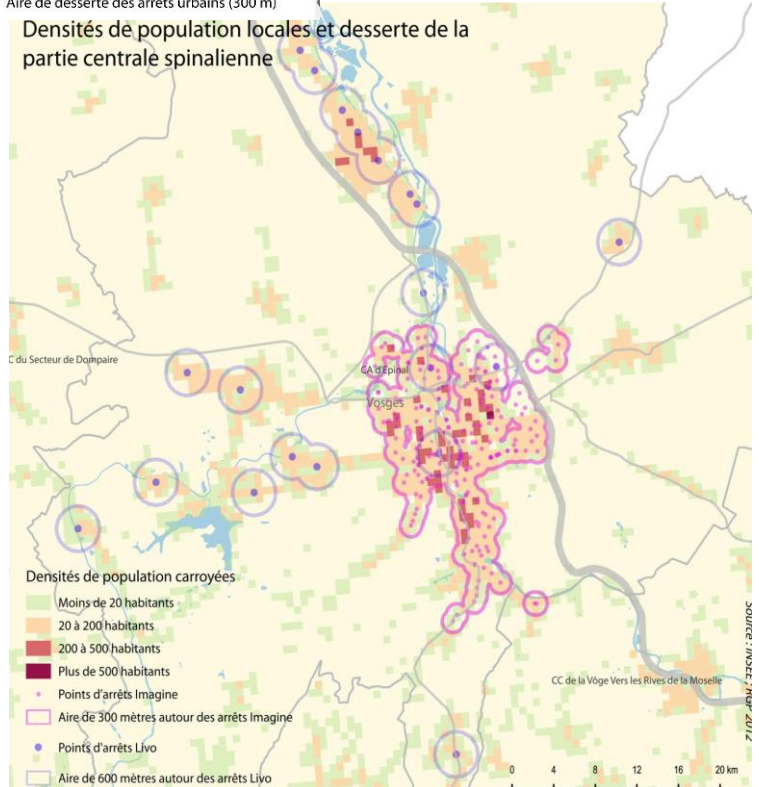 Aire de desserte des arrêts urbains (300 m)
Densités de population locales et desserte de la
partie centrale spinalienne
C du Secteur de Dompaire
CA d'Epinal
Vosges
Densités de population carroyées
Moins de 20 habitants
20 à 200 habitants
200 à 500 habitants
Plus de 500 habitants
Points d'arrêts Imagine
Aire de 300 mètres autour des arrêts Imagine
Points d'arrêts Livo
Aire de 600 mètres autour des arrêts Livo
CC de la Vôge Vers les Rives de la Moselle
Source : INSEE, RGP 2012
0 4 8 12 16 20 km